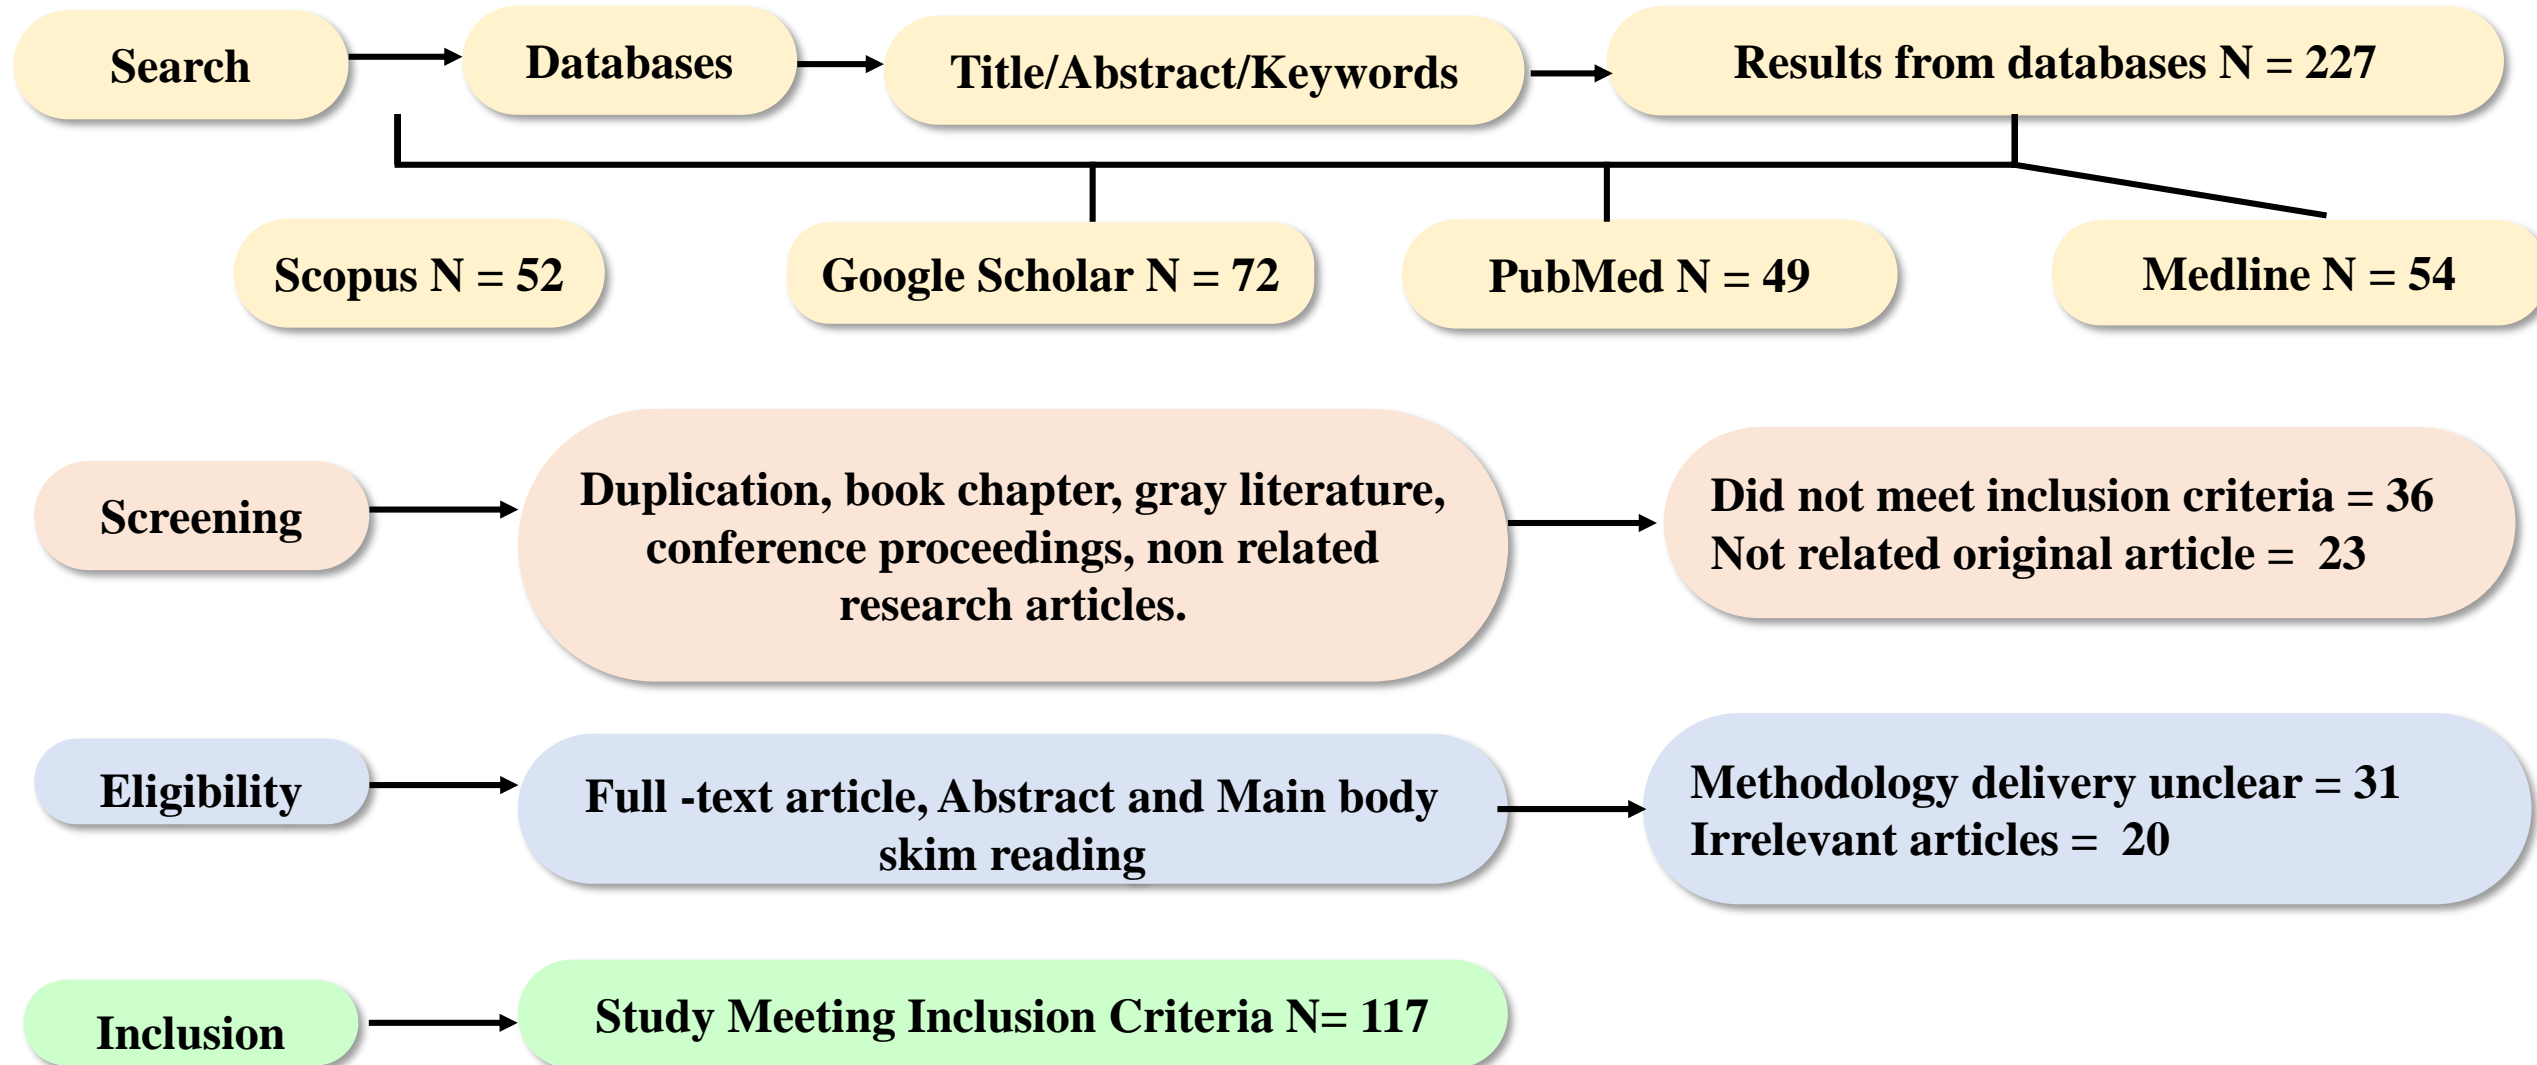 Search
Databases
Title/Abstract/Keywords
Results from databases N = 227
Scopus N = 52
Google Scholar N = 72
PubMed N = 49
Medline N = 54
Screening
Duplication, book chapter, gray literature,
conference proceedings, non related
research articles.
Did not meet inclusion criteria = 36
Not related original article = 23
Eligibility
Full -text article, Abstract and Main body
skim reading
Methodology delivery unclear = 31
Irrelevant articles = 20
Inclusion
Study Meeting Inclusion Criteria N= 117